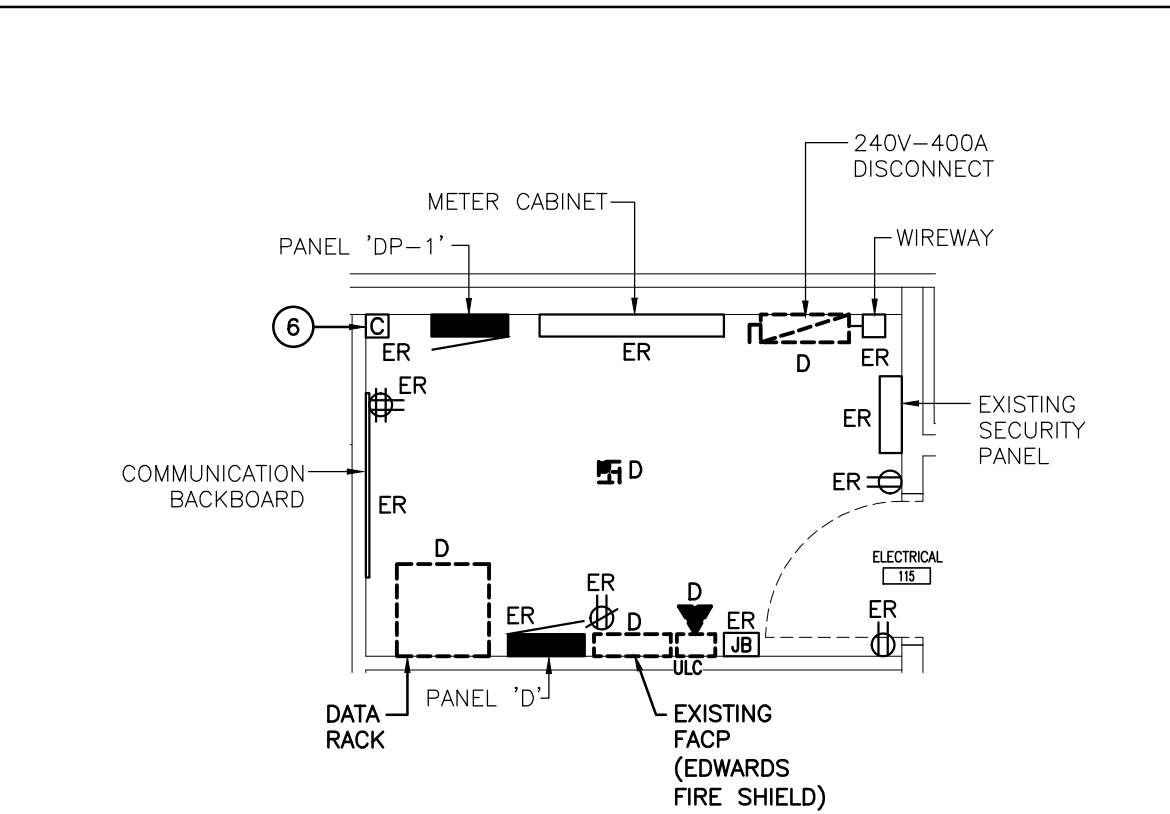 240V-400A
DISCONNECT
METER CABINET
PANEL 'DP-1'
WIREWAY
6
C
ER
ER
D
ER
ER
ER
EXISTING
SECURITY
PANEL
COMMUNICATION
BACKBOARD
D
ER
ER
D
ELECTRICAL
115
ER
D
ER
D
ER
ER
JB
ULC
PANEL 'D'
DATA
RACK
EXISTING
FACP
(EDWARDS
FIRE SHIELD)